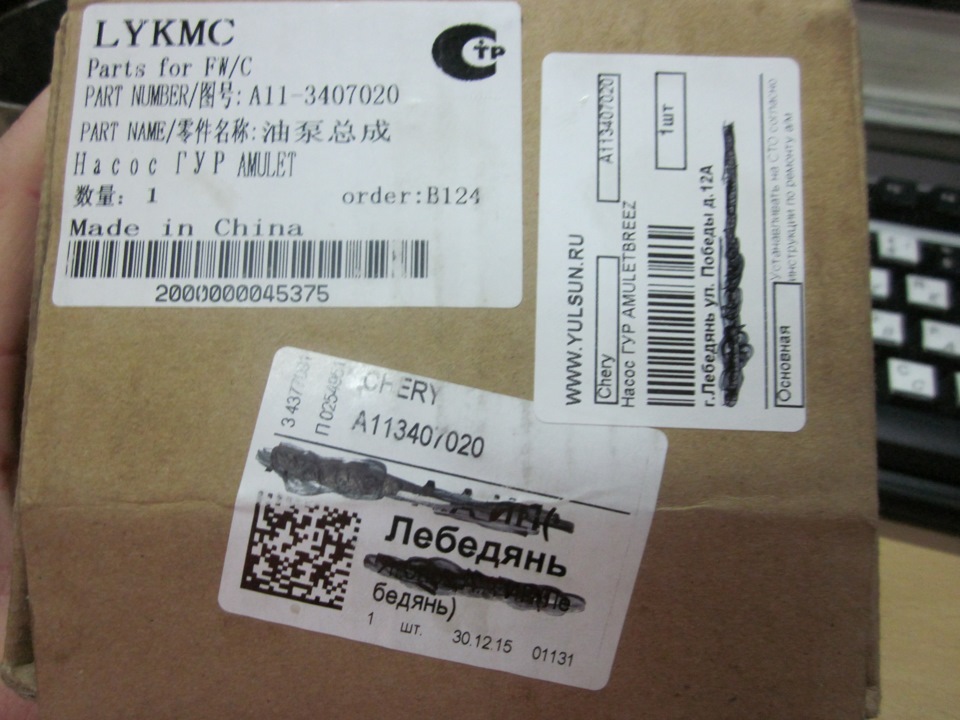 LYKMC
Parts for FW/C
PART NUMBER/图号: A11-3407020
PART NAME/零件名称:油泵总成
Насос ГУР AMULET
数量: 1 order:B124
Made in China
2000000045375
стр
WWW.YULSUN.RU
Chery
A113407020
Насос ГУР AMULETBREEZ
1шт
г.Лебедянь ул. Победы д.12А
Основная
Устанавливать на СТО согласно
инструкции по ремонту а/м
CHERY
A113407020
Лебедянь
бедянь)
1 шт. 30.12.15 01131